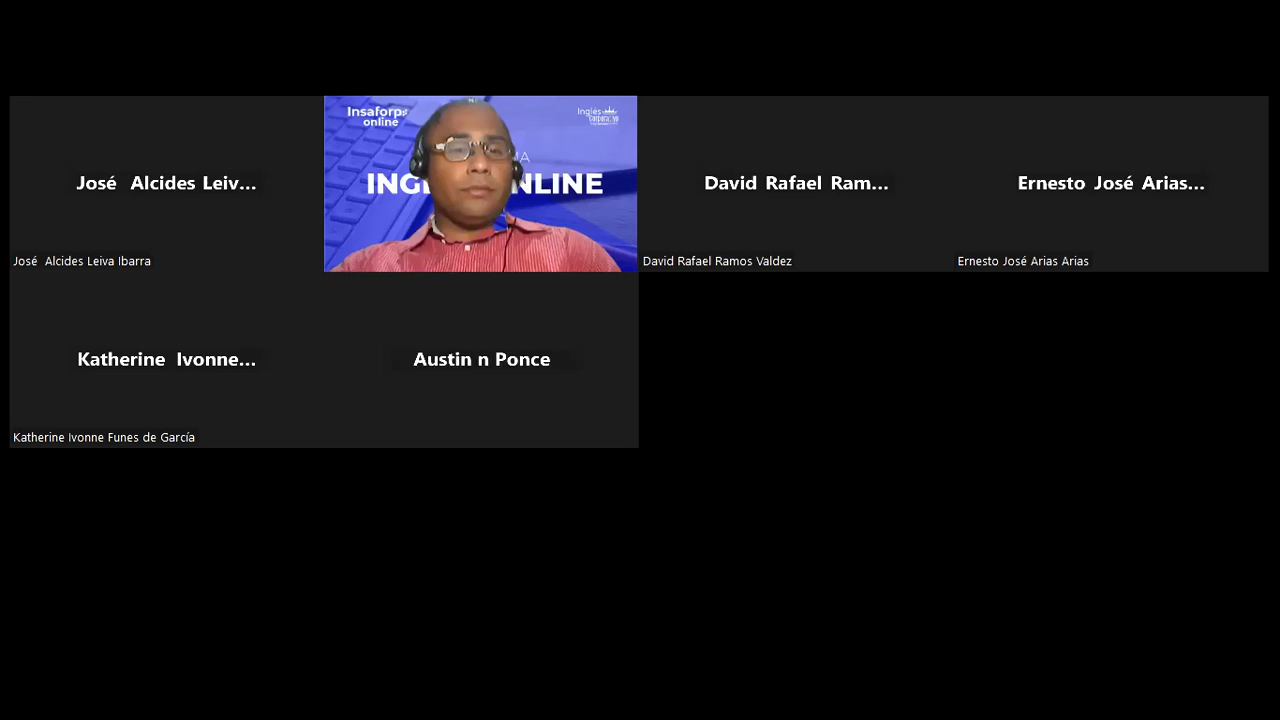 José Alcides Leiv...
José Alcides Leiva Ibarra
Insaforp
online
Inglés
INGL
NLINE
David Rafael Ram...
David Rafael Ramos Valdez
Ernesto José Arias...
Ernesto José Arias Arias
Katherine Ivonne...
Katherine Ivonne Funes de García
Austin n Ponce